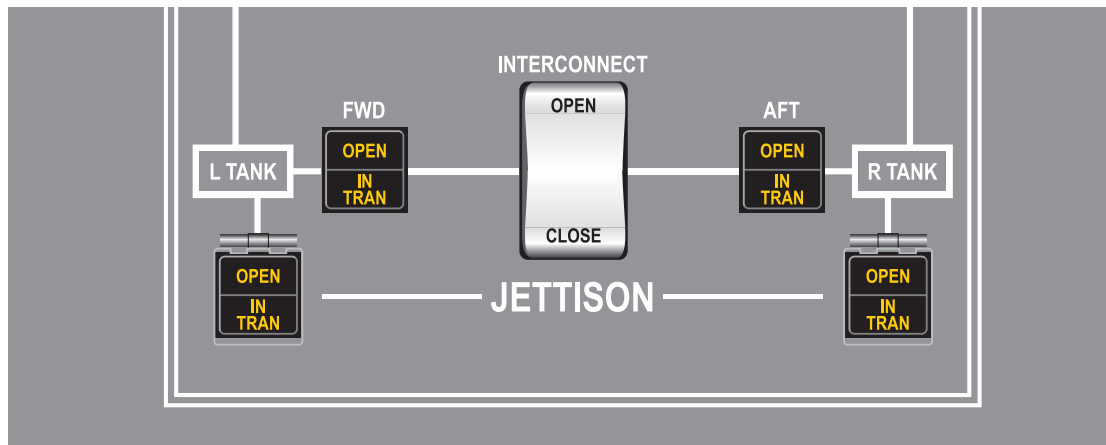 INTERCONNECT
OPEN
FWD
AFT
OPEN
IN
TRAN
OPEN
IN
TRAN
L TANK
R TANK
CLOSE
OPEN
IN
TRAN
JETTISON
OPEN
IN
TRAN